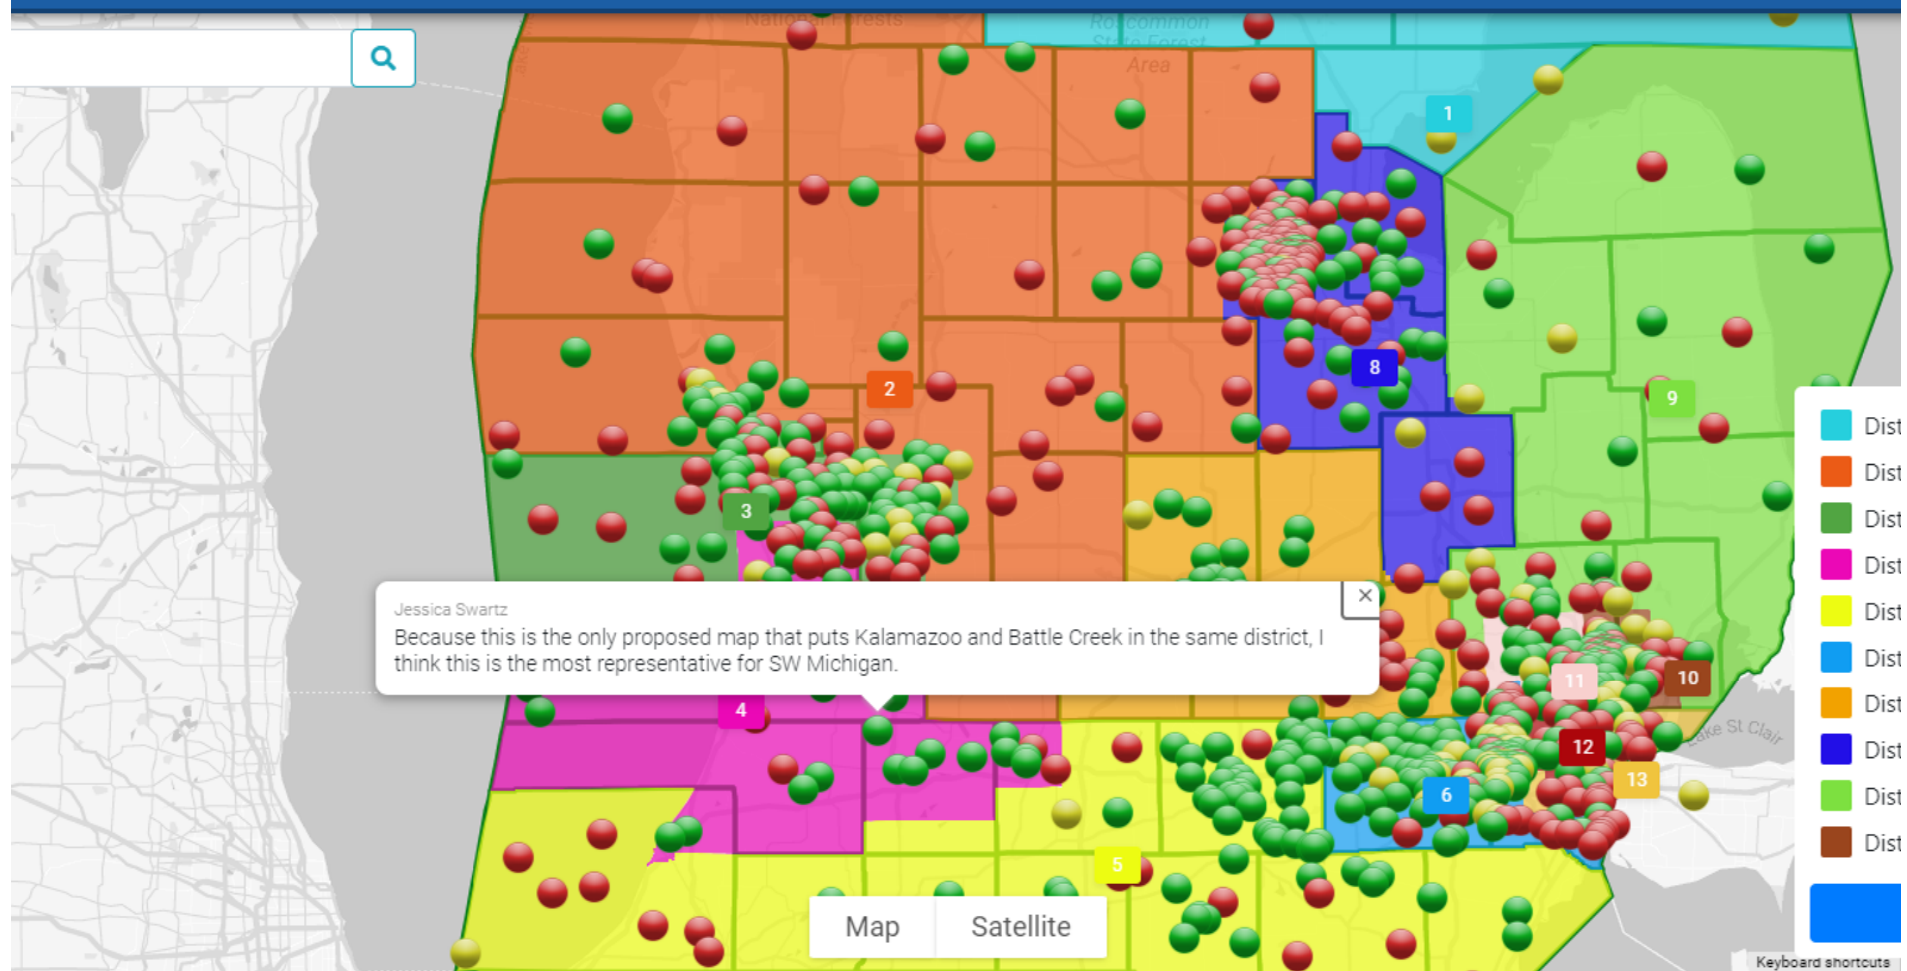 National Forests
Roscommon
State Forest
Area
1
2
8
9
3
Jessica Swartz
Because this is the only proposed map that puts Kalamazoo and Battle Creek in the same district, I
think this is the most representative for SW Michigan.
4
10
11
Lake St Clair
12
13
6
5
Dist
Dist
Dist
Dist
Dist
Dist
Dist
Dist
Dist
Dist
Map
Satellite
Keyboard shortcuts